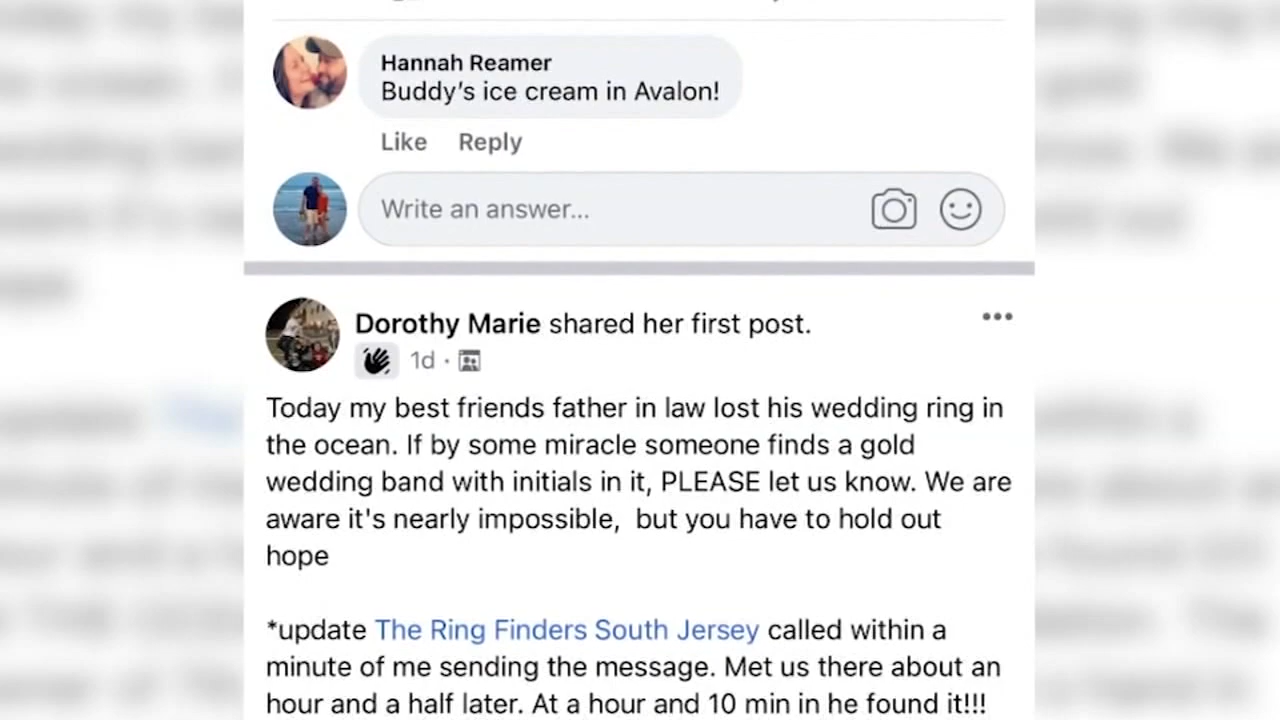 Hannah Reamer
Buddy's ice cream in Avalon!
Like Reply
Write an answer...
Dorothy Marie shared her first post.
1d ·
Today my best friends father in law lost his wedding ring in
the ocean. If by some miracle someone finds a gold
wedding band with initials in it, PLEASE let us know. We are
aware it's nearly impossible,  but you have to hold out
hope
*update The Ring Finders South Jersey called within a
minute of me sending the message. Met us there about an
hour and a half later. At a hour and 10 min in he found it!!!